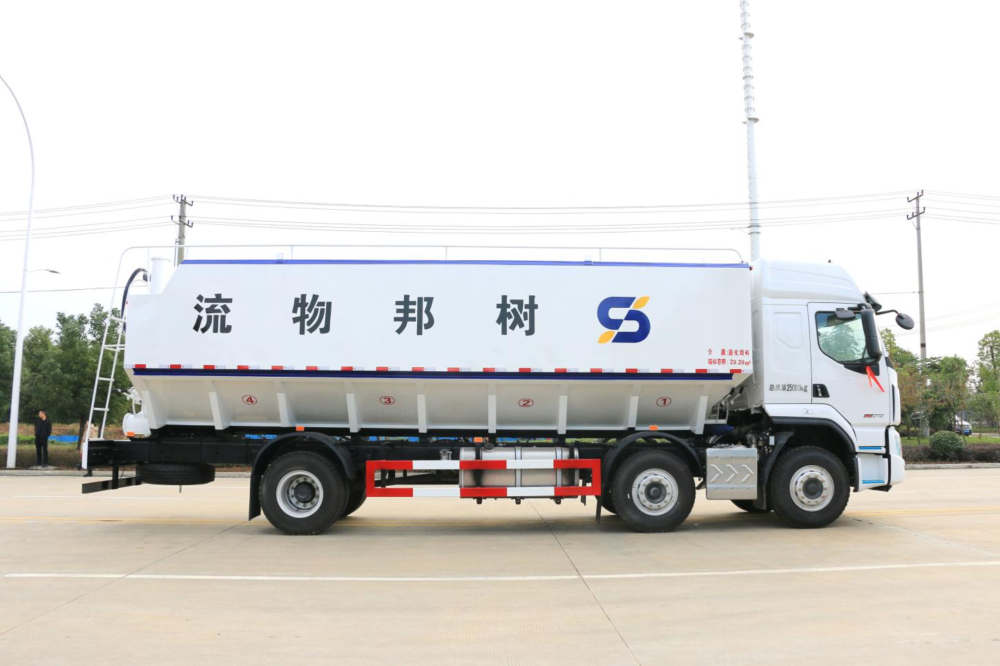 流物邦树
介 质:膨化饲料
罐体容积:28.28m³
总质量25000kg
④ ③ ② ①